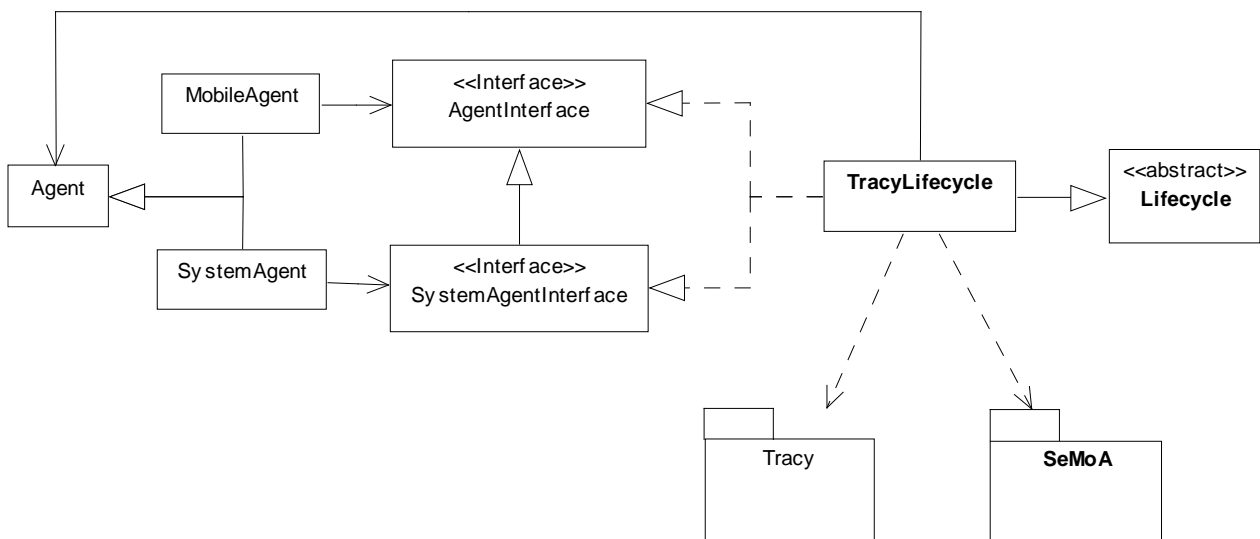 MobileAgent
<<Interface>>
AgentInterface
Agent
TracyLifecycle
<<abstract>>
Lifecycle
SystemAgent
<<Interface>>
SystemAgentInterface
Tracy
SeMoA